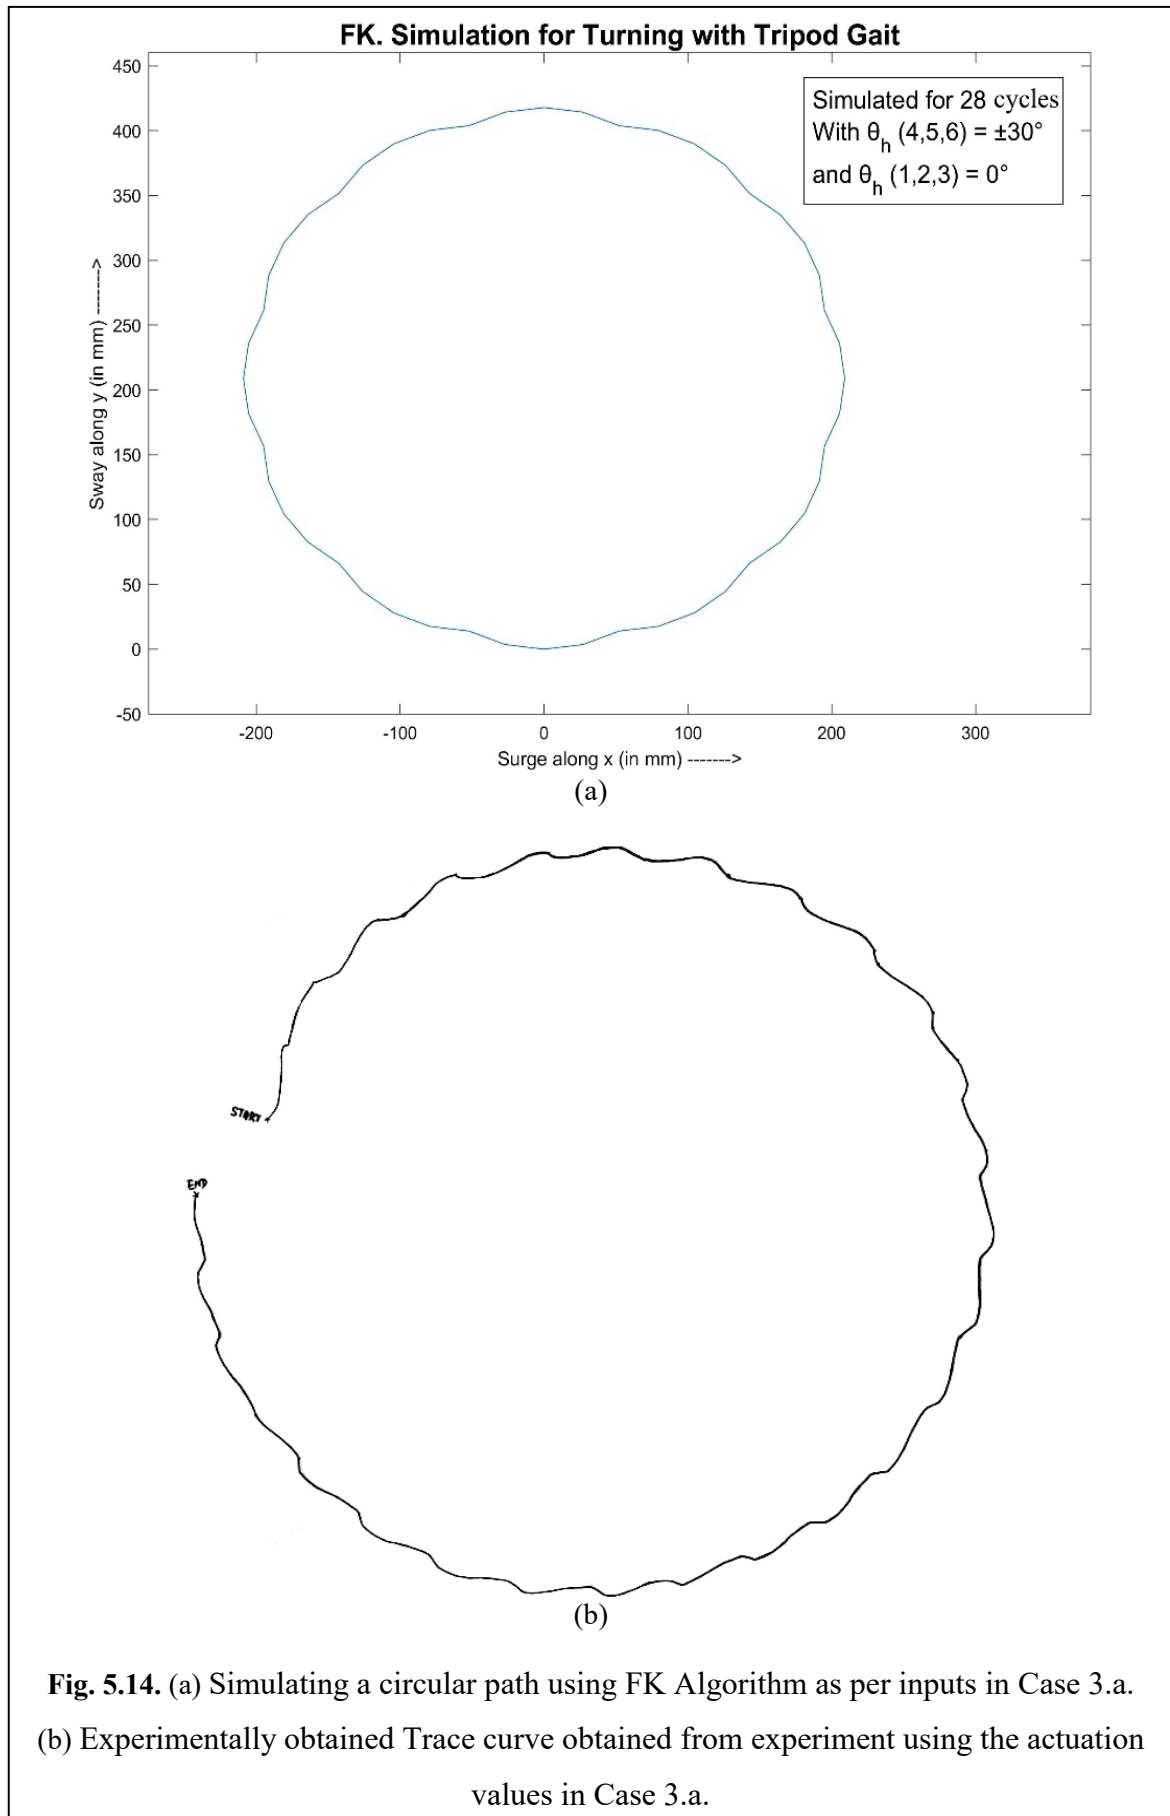 FK. Simulation for Turning with Tripod Gait
Simulated for 28 cycles
With θh (4,5,6) = ±30°
and θh (1,2,3) = 0°
450
400
350
300
250
200
150
100
50
0
-50
Sway along y (in mm) ------->
-200 -100 0 100 200 300
Surge along x (in mm) ------->
(a)
START
END
(b)
Fig. 5.14. (a) Simulating a circular path using FK Algorithm as per inputs in Case 3.a.
(b) Experimentally obtained Trace curve obtained from experiment using the actuation
values in Case 3.a.